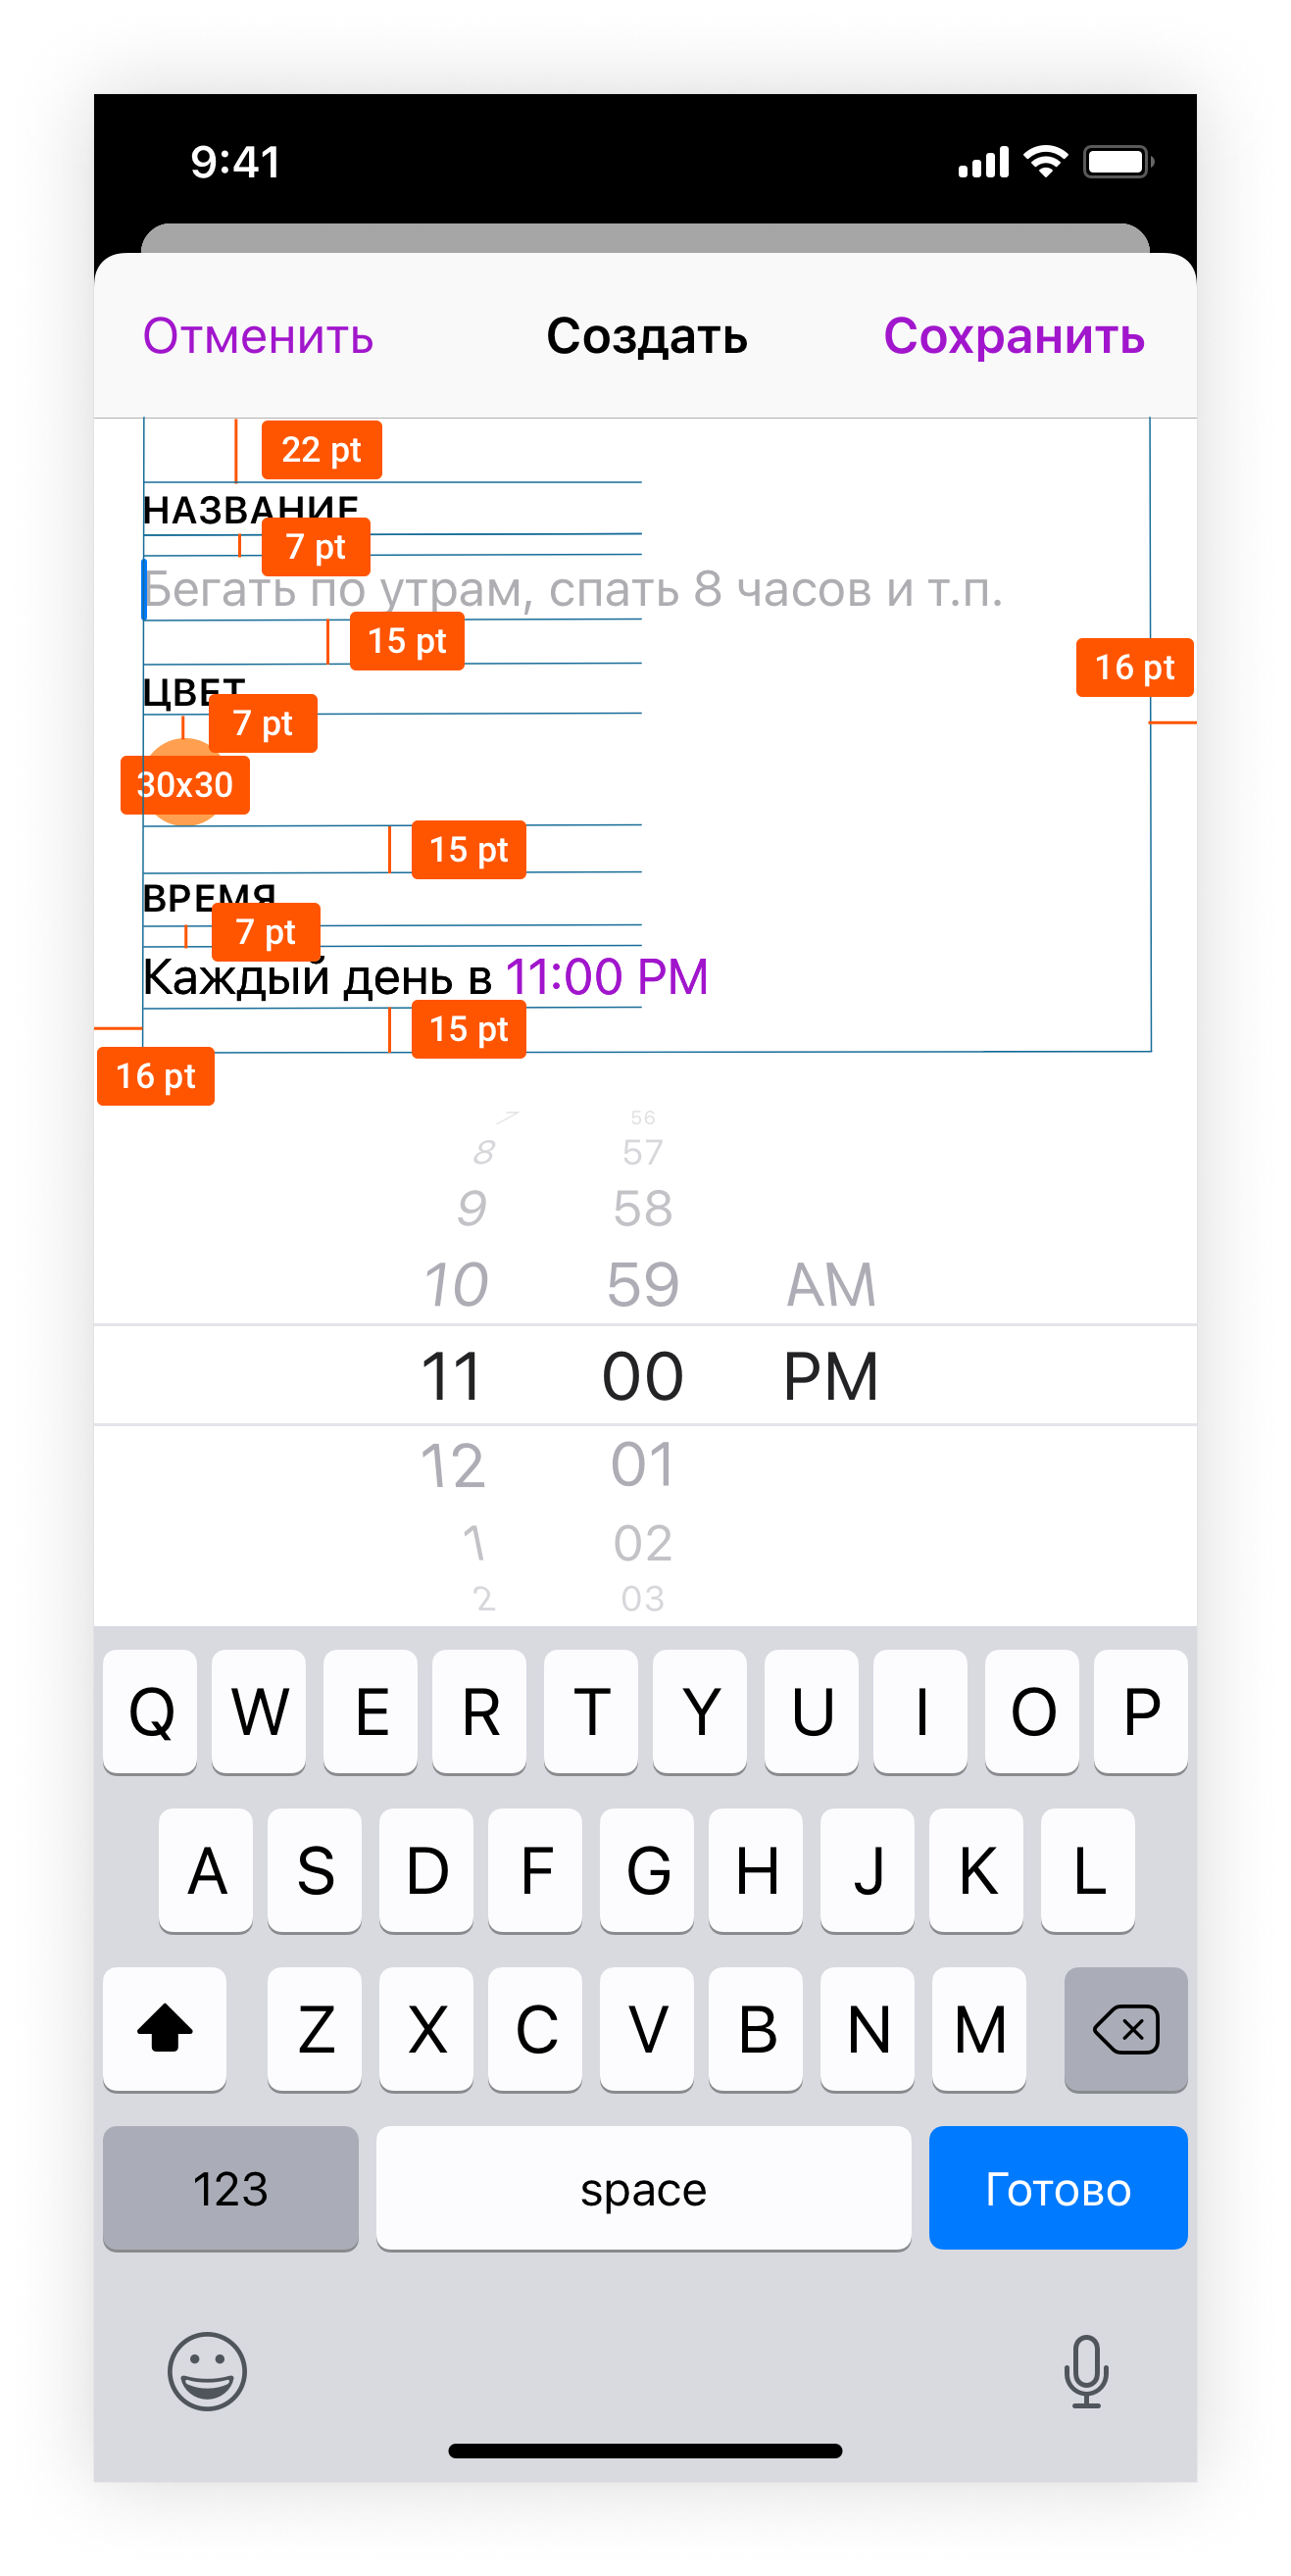 9:41
Отменить Создать Сохранить
22 pt
НАЗВАНИЕ
7 pt
Бегать по утрам, спать 8 часов и т.п.
15 pt
16 pt
ЦВЕТ
7 pt
30x30
15 pt
ВРЕМЯ
7 pt
Каждый день в 11:00 PM
15 pt
16 pt
7 56
8 57
9 58
10 59 AM
11 00 PM
12 01
1 02
2 03
Q W E R T Y U I O P
A S D F G H J K L
Z X C V B N M
123 space Готово